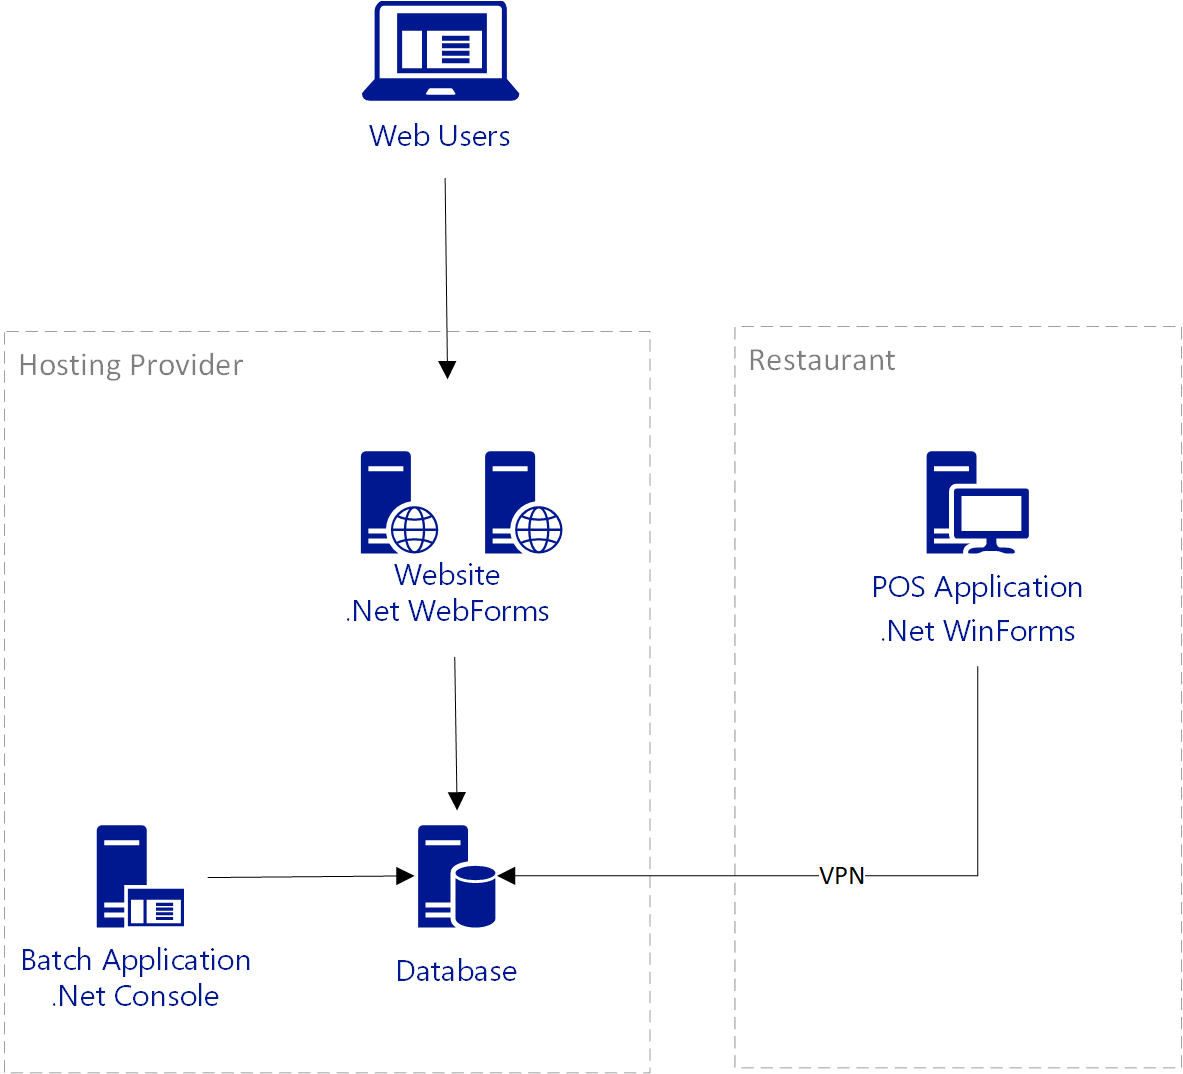 Web Users
Hosting Provider
Restaurant
Website
.Net WebForms
POS Application
.Net WinForms
VPN
Batch Application
.Net Console
Database